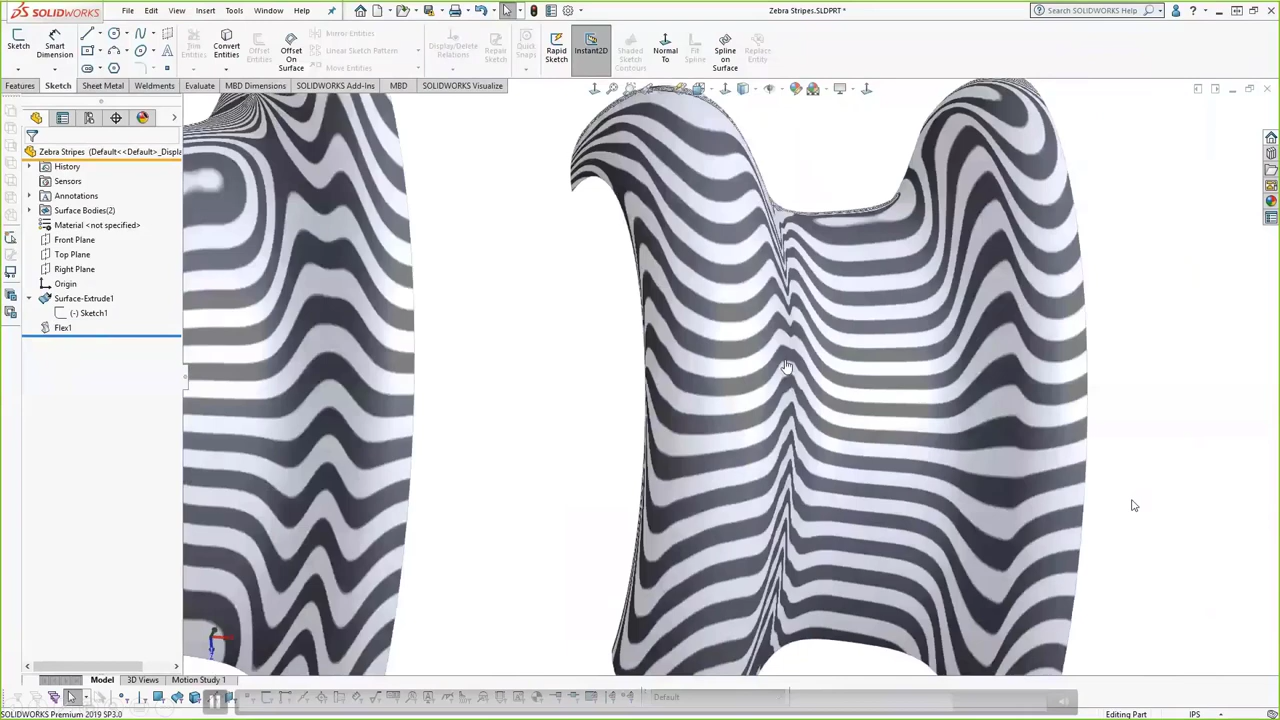 SOLIDWORKS
File Edit View Insert Tools Window Help
Zebra Stripes.SLDPRT *
Search SOLIDWORKS Help
Sketch
Smart Dimension
Trim Entities
Convert Entities
Offset Entities
Offset On Surface
Mirror Entities
Linear Sketch Pattern
Move Entities
Display/Delete Relations
Repair Sketch
Quick Snaps
Rapid Sketch
Instant2D
Shaded Sketch Contours
Normal To
Fit Spline
Spline on Surface
Replace Entity
Features Sketch Sheet Metal Weldments Evaluate MBD Dimensions SOLIDWORKS Add-Ins MBD SOLIDWORKS Visualize
Zebra Stripes (Default<<Default>_Displa
History
Sensors
Annotations
Surface Bodies(2)
Material <not specified>
Front Plane
Top Plane
Right Plane
Origin
Surface-Extrude1
(-) Sketch1
Flex1
Model 3D Views Motion Study 1
Default
SOLIDWORKS Premium 2019 SP3.0
Editing Part
IPS